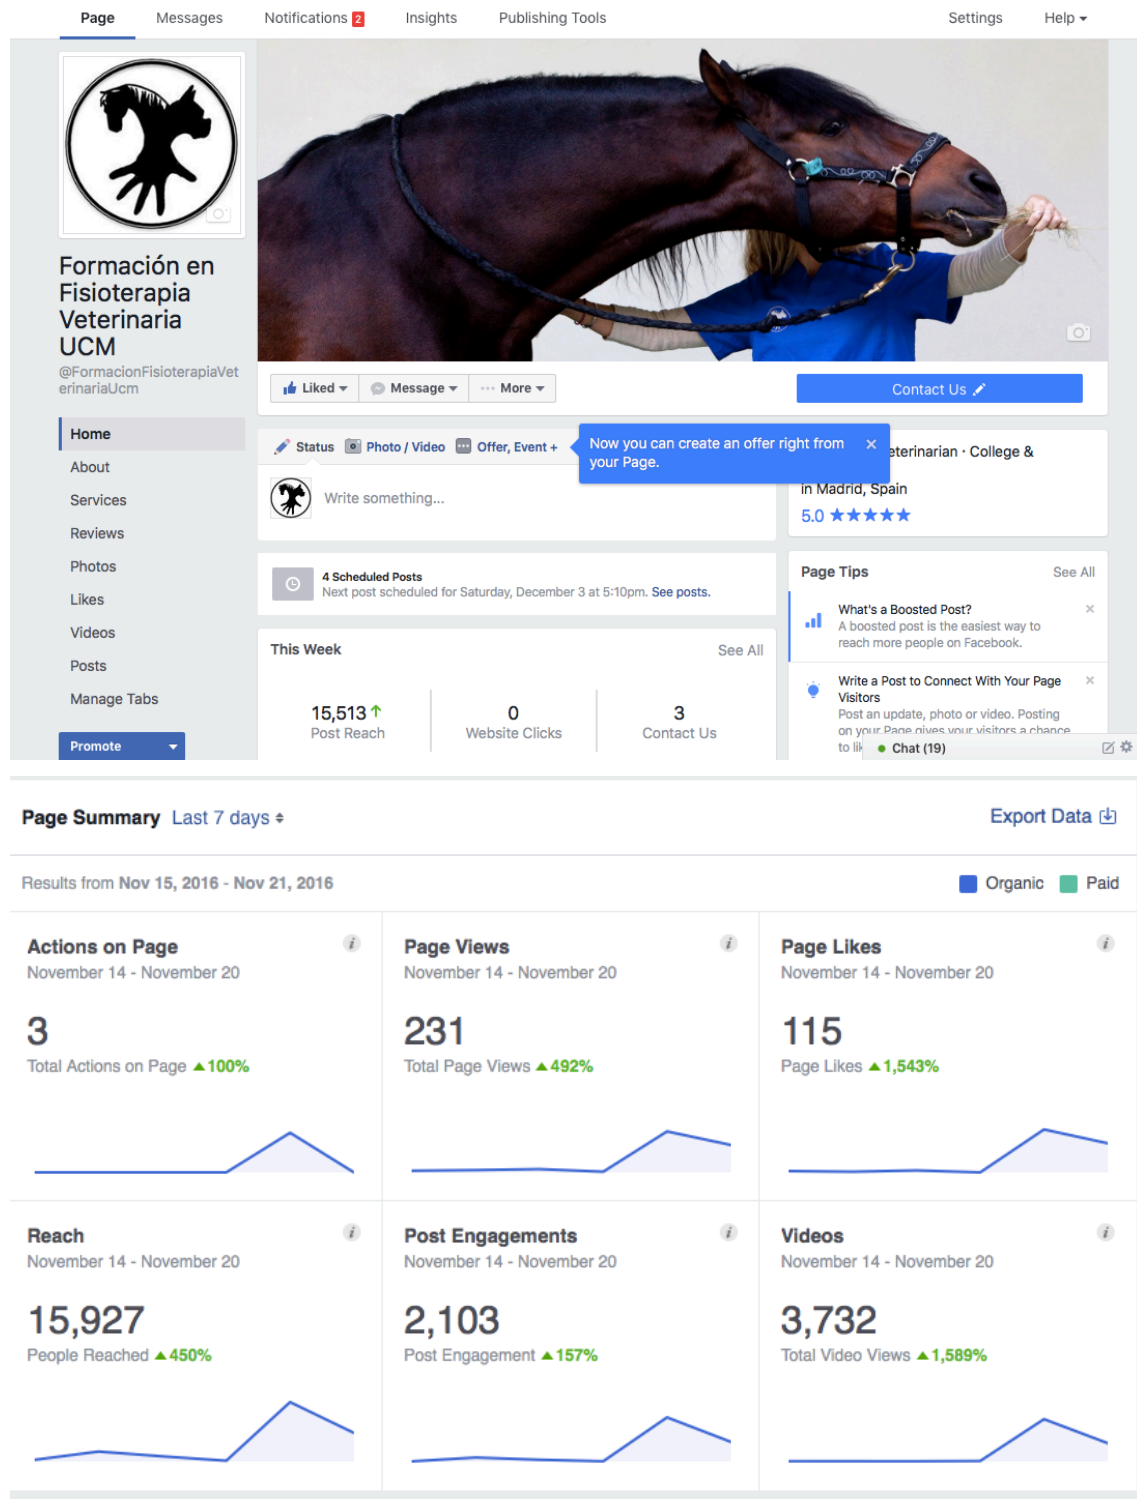 Page Messages Notifications 2 Insights Publishing Tools Settings Help
Formación en
Fisioterapia
Veterinaria
UCM
@FormacionFisioterapiaVet
erinariaUcm
Liked Message More Contact Us
Home
About
Services
Reviews
Photos
Likes
Videos
Posts
Manage Tabs
Promote
Status Photo / Video Offer, Event +
Now you can create an offer right from
your Page.
Write something...
4 Scheduled Posts
Next post scheduled for Saturday, December 3 at 5:10pm. See posts.
This Week See All
15,513 0 3
Post Reach Website Clicks Contact Us
eterinarian · College &
in Madrid, Spain
5.0 ★★★★★
Page Tips See All
What's a Boosted Post?
A boosted post is the easiest way to
reach more people on Facebook.
Write a Post to Connect With Your Page
Visitors
Post an update, photo or video. Posting
on your Page gives your visitors a chance
to lik
Chat (19)
Page Summary Last 7 days Export Data
Results from Nov 15, 2016 - Nov 21, 2016 Organic Paid
Actions on Page
November 14 - November 20
3
Total Actions on Page ▲100%
Page Views
November 14 - November 20
231
Total Page Views ▲492%
Page Likes
November 14 - November 20
115
Page Likes ▲1,543%
Reach
November 14 - November 20
15,927
People Reached ▲450%
Post Engagements
November 14 - November 20
2,103
Post Engagement ▲157%
Videos
November 14 - November 20
3,732
Total Video Views ▲1,589%